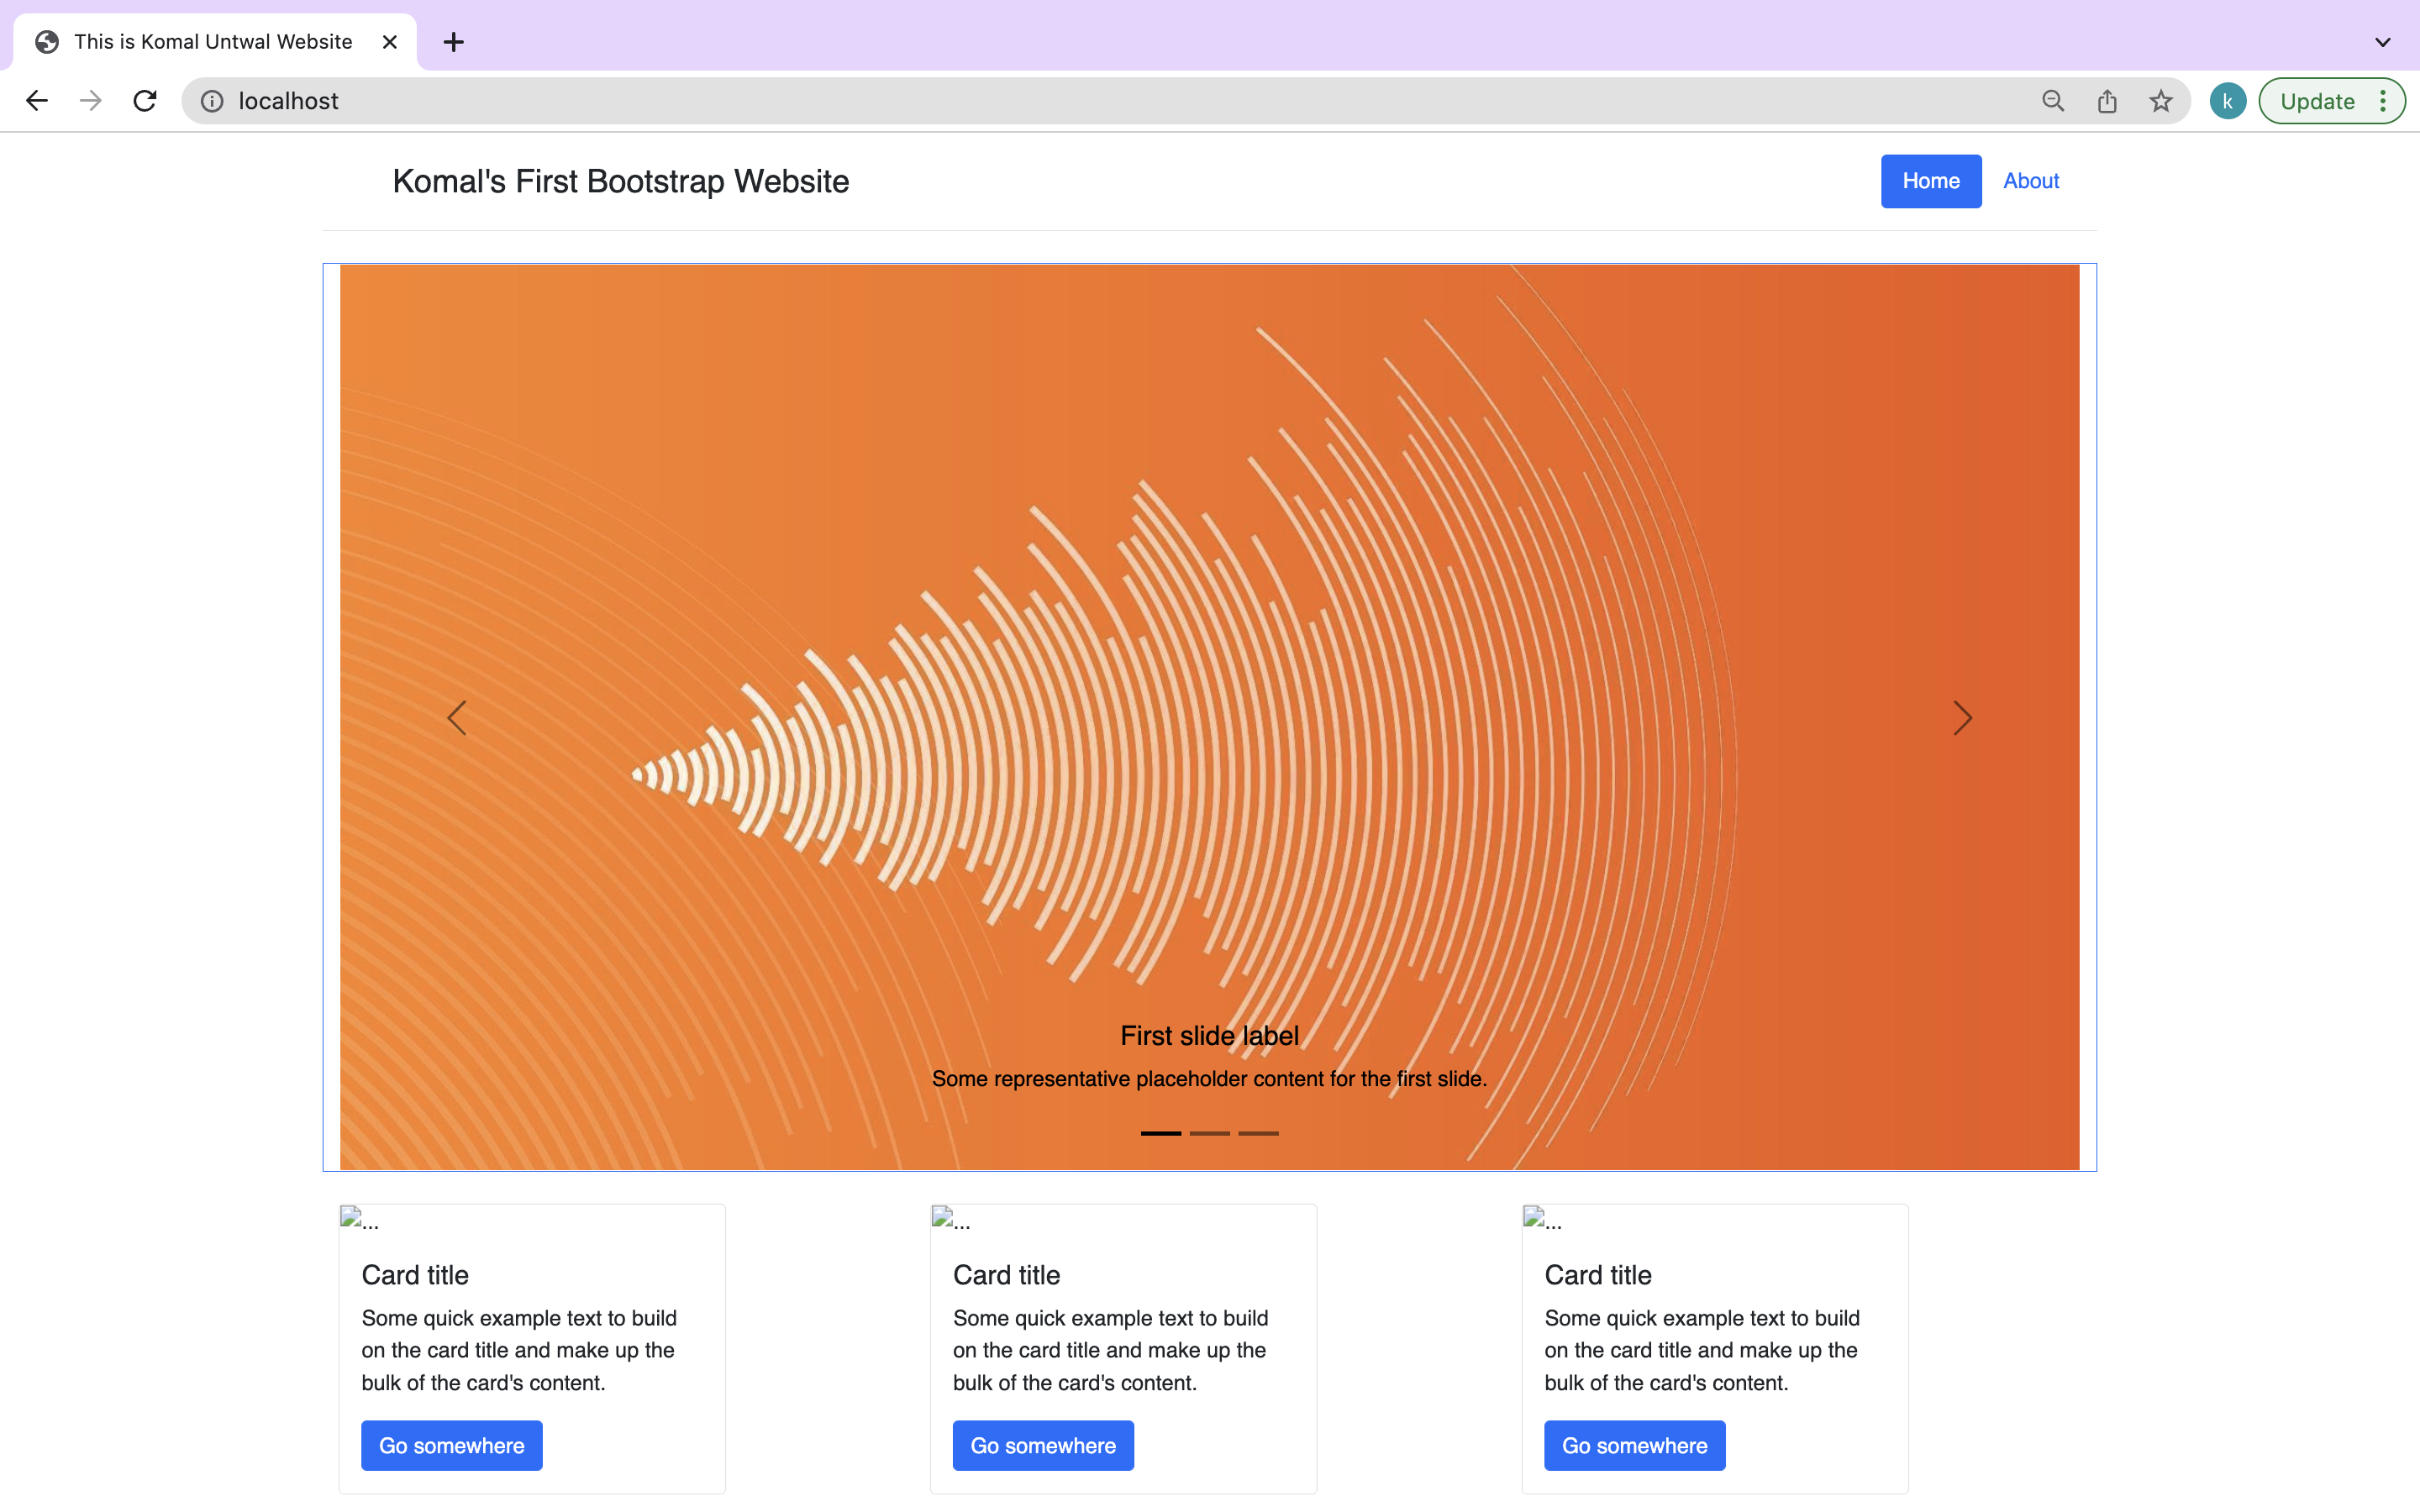 This is Komal Untwal Website
localhost
k
Update
Komal's First Bootstrap Website
Home
About
First slide label
Some representative placeholder content for the first slide.
...
Card title
Some quick example text to build
on the card title and make up the
bulk of the card's content.
Go somewhere
...
Card title
Some quick example text to build
on the card title and make up the
bulk of the card's content.
Go somewhere
...
Card title
Some quick example text to build
on the card title and make up the
bulk of the card's content.
Go somewhere